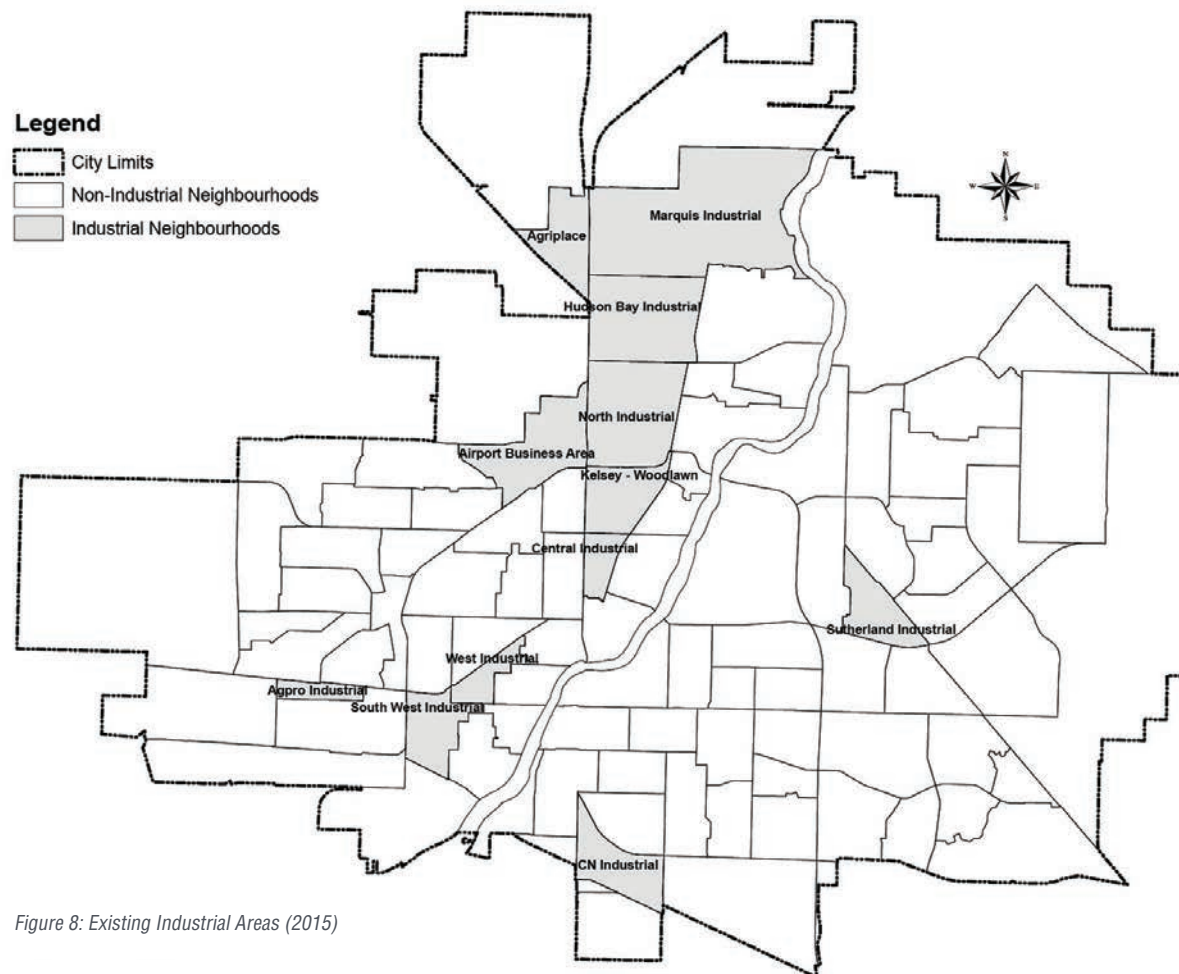 Legend
City Limits
Non-Industrial Neighbourhoods
Industrial Neighbourhoods
N
W
E
S
Marquis Industrial
Agriplace
Hudson Bay Industrial
North Industrial
Airport Business Area
Kelsey - Woodlawn
Central Industrial
Sutherland Industrial
West Industrial
Agpro Industrial
South West Industrial
CN Industrial
Figure 8: Existing Industrial Areas (2015)